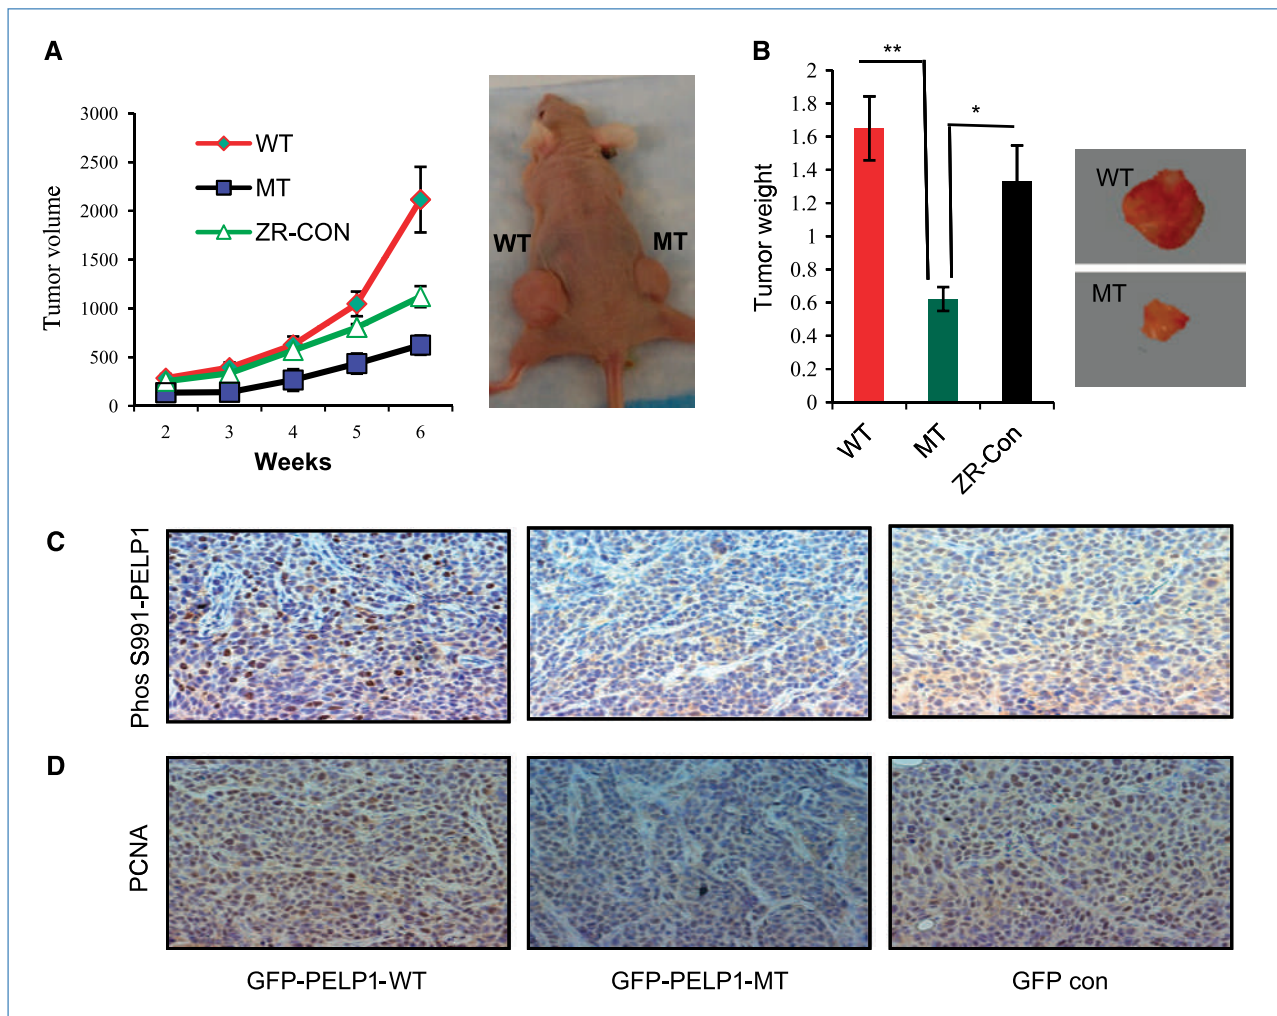 A
3000
2500
2000
1500
1000
500
0
Tumor volume
WT
MT
ZR-CON
2 3 4 5 6
Weeks
WT MT
B
**
*
2
1.8
1.6
1.4
1.2
1
0.8
0.6
0.4
0.2
0
Tumor weight
WT
MT
ZR-Con
WT
MT
C
Phos S991-PELP1
D
PCNA
GFP-PELP1-WT
GFP-PELP1-MT
GFP con